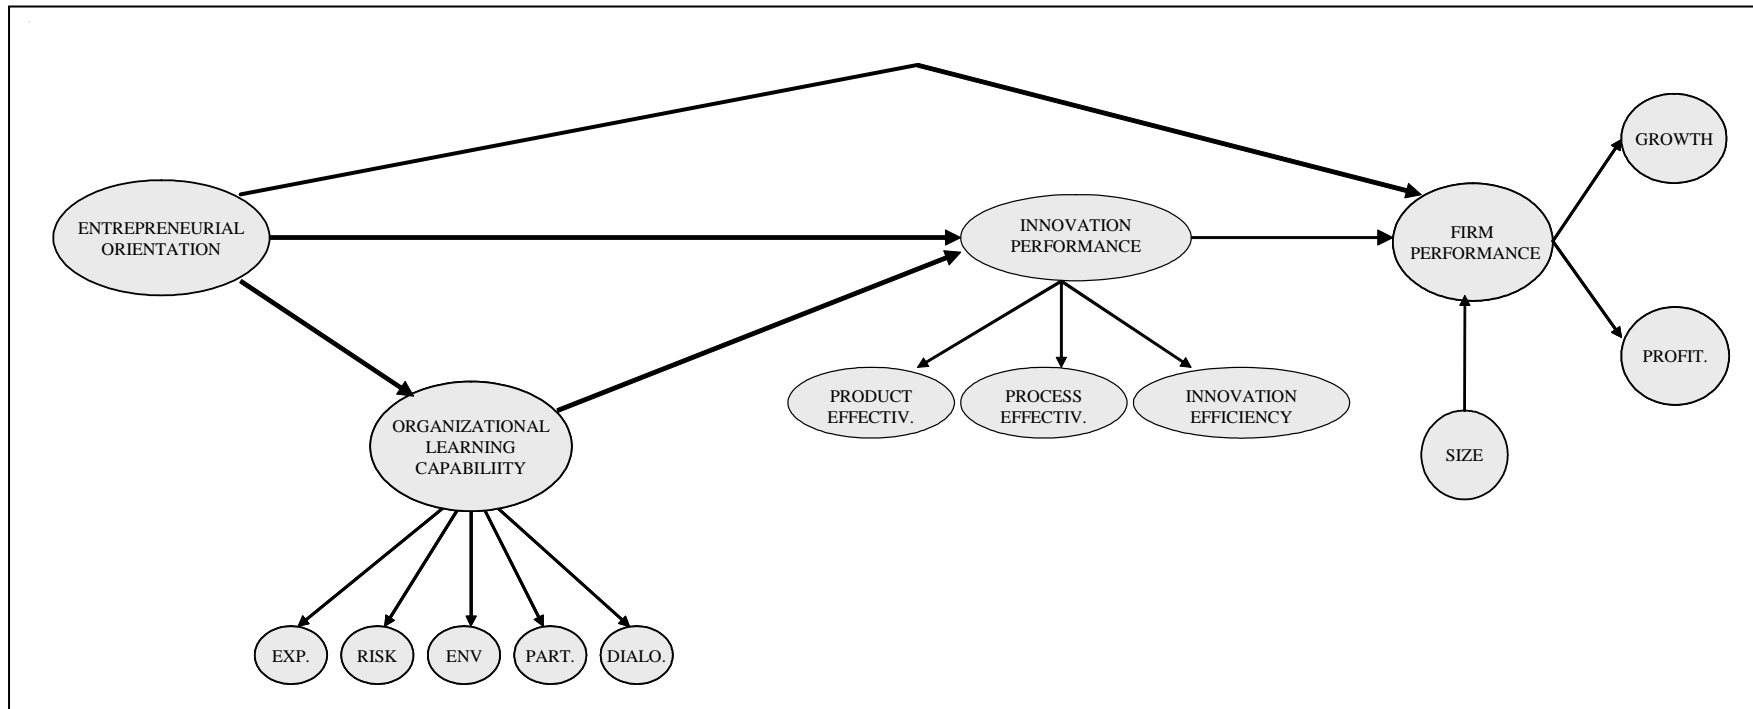 GROWTH
ENTREPRENEURIAL
ORIENTATION
INNOVATION
PERFORMANCE
FIRM
PERFORMANCE
PROFIT.
PRODUCT
EFFECTIV.
PROCESS
EFFECTIV.
INNOVATION
EFFICIENCY
ORGANIZATIONAL
LEARNING
CAPABILIITY
SIZE
EXP.
RISK
ENV
PART.
DIALO.